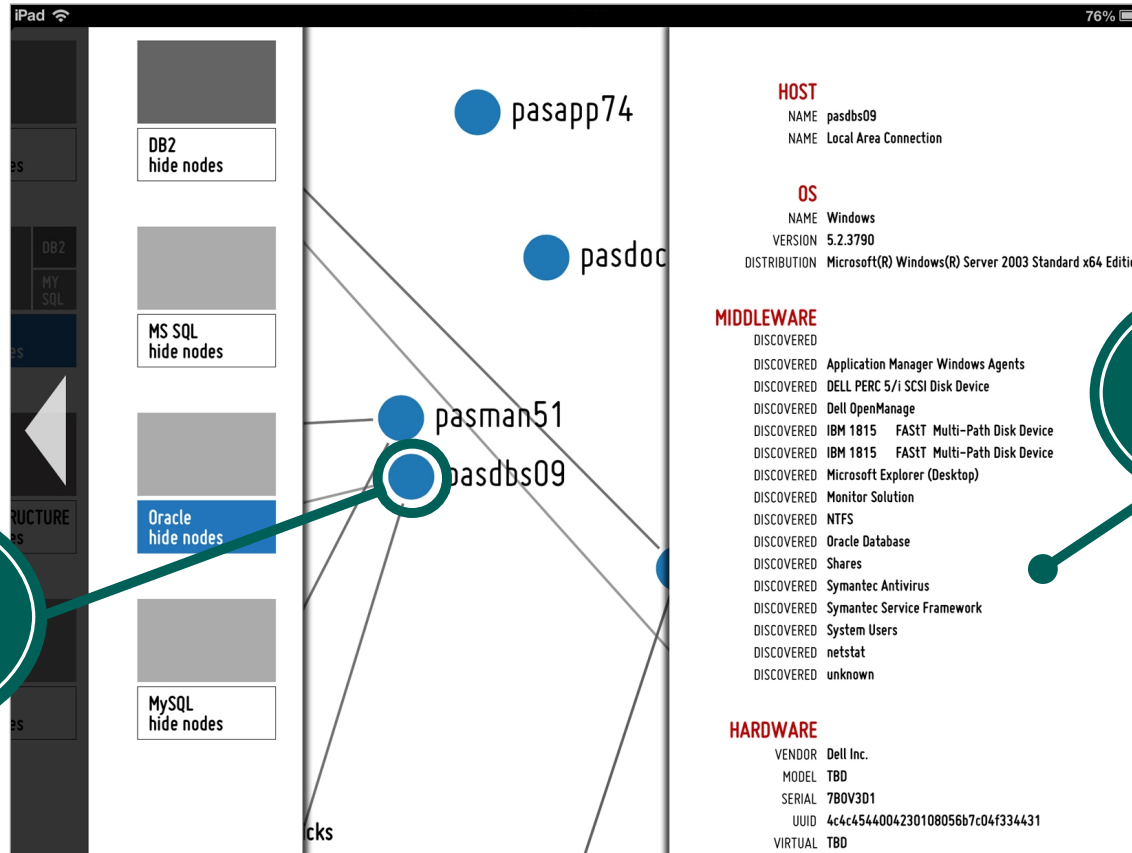 iPad
76%
es
DB2
MY
SQL
es
RUCTURE
es
es
DB2
hide nodes
MS SQL
hide nodes
Oracle
hide nodes
MySQL
hide nodes
pasapp74
pasdoc
pasman51
pasdbs09
cks
HOST
NAME pasdbs09
NAME Local Area Connection
OS
NAME Windows
VERSION 5.2.3790
DISTRIBUTION Microsoft(R) Windows(R) Server 2003 Standard x64 Editi
MIDDLEWARE
DISCOVERED
DISCOVERED Application Manager Windows Agents
DISCOVERED DELL PERC 5/i SCSI Disk Device
DISCOVERED Dell OpenManage
DISCOVERED IBM 1815 FAStT Multi-Path Disk Device
DISCOVERED IBM 1815 FAStT Multi-Path Disk Device
DISCOVERED Microsoft Explorer (Desktop)
DISCOVERED Monitor Solution
DISCOVERED NTFS
DISCOVERED Oracle Database
DISCOVERED Shares
DISCOVERED Symantec Antivirus
DISCOVERED Symantec Service Framework
DISCOVERED System Users
DISCOVERED netstat
DISCOVERED unknown
HARDWARE
VENDOR Dell Inc.
MODEL TBD
SERIAL 7B0V3D1
UUID 4c4c4544004230108056b7c04f334431
VIRTUAL TBD